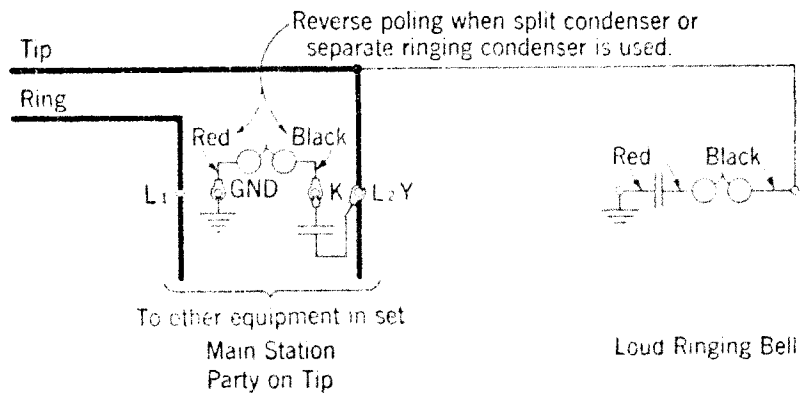 Reverse poling when split condenser or
separate ringing condenser is used.
Tip
Ring
Red
Black
L1
GND
K
L2Y
Red
Black
To other equipment in set
Main Station
Party on Tip
Loud Ringing Bell